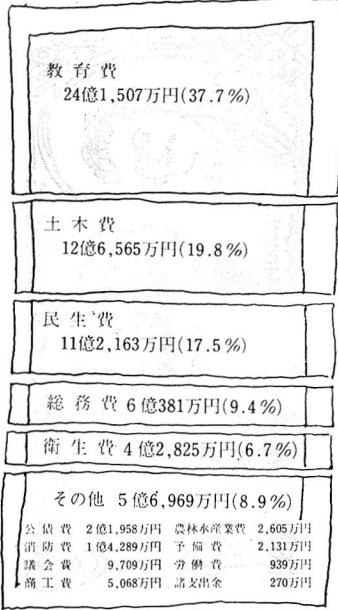 教育費
24億1,507万円(37.7%)
土木費
12億6,565万円(19.8%)
民生費
11億2,163万円(17.5%)
総務費 6億381万円(9.4%)
衛生費 4億2,825万円(6.7%)
その他 5億6,969万円(8.9%)
公債費 2億1,958万円 農林水産業費 2,605万円
消防費 1億4,289万円 予備費 2,131万円
議会費 9,709万円 労働費 939万円
商工費 5,068万円 諸支出金 270万円